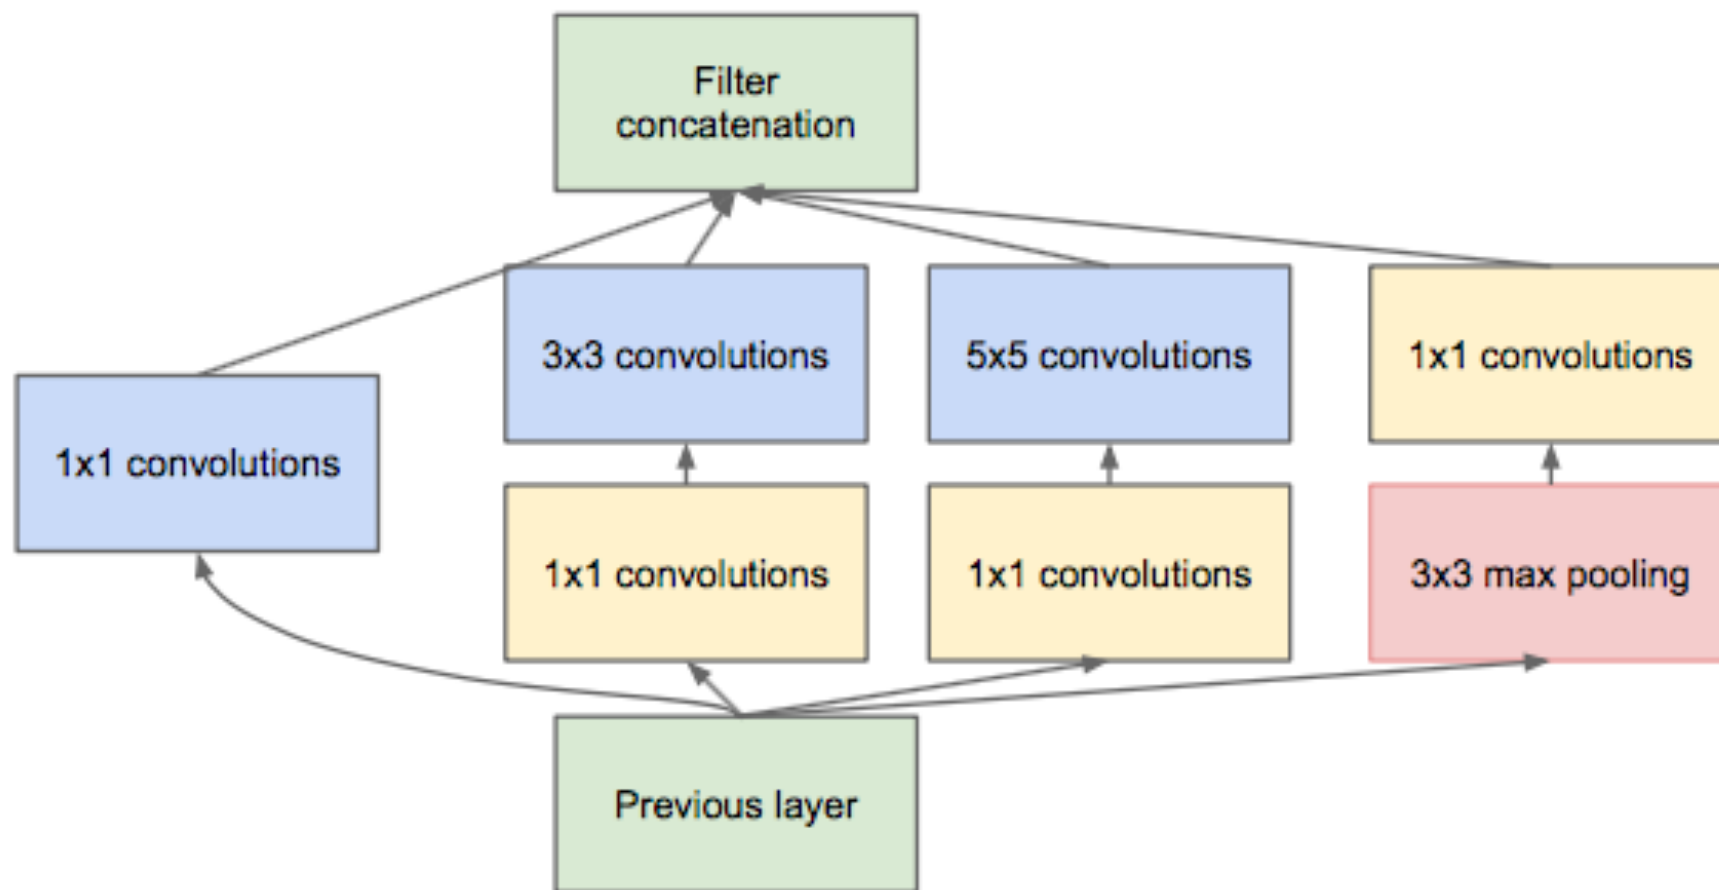 Filter
concatenation
3x3 convolutions
5x5 convolutions
1x1 convolutions
1x1 convolutions
1x1 convolutions
1x1 convolutions
3x3 max pooling
Previous layer